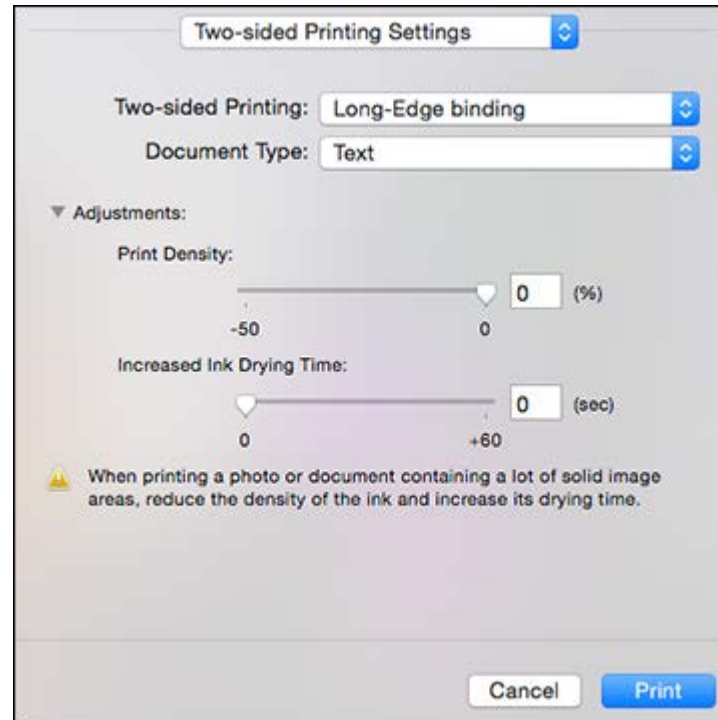 Two-sided Printing Settings
Two-sided Printing: Long-Edge binding
Document Type: Text
Adjustments:
Print Density:
0 (%)
-50 0
Increased Ink Drying Time:
0 (sec)
0 +60
When printing a photo or document containing a lot of solid image
areas, reduce the density of the ink and increase its drying time.
Cancel Print